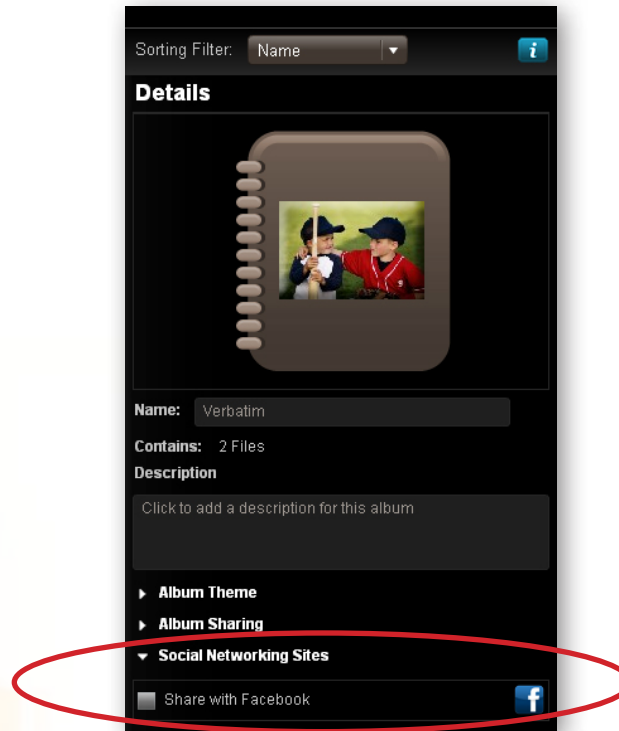 Sorting Filter: Name
i
Details
Name: Verbatim
Contains: 2 Files
Description
Click to add a description for this album
Album Theme
Album Sharing
Social Networking Sites
Share with Facebook f